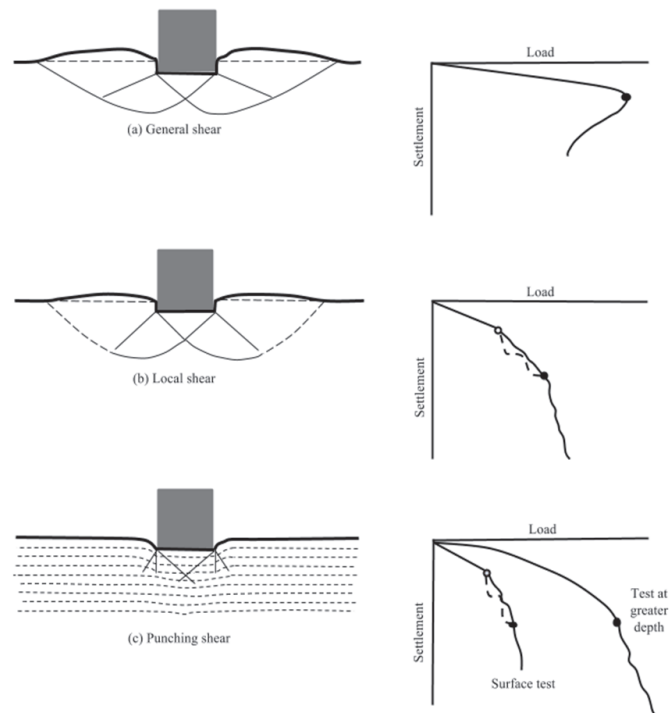 Load
Settlement
(a) General shear
Load
Settlement
(b) Local shear
Load
Settlement
Test at
greater
depth
(c) Punching shear
Surface test